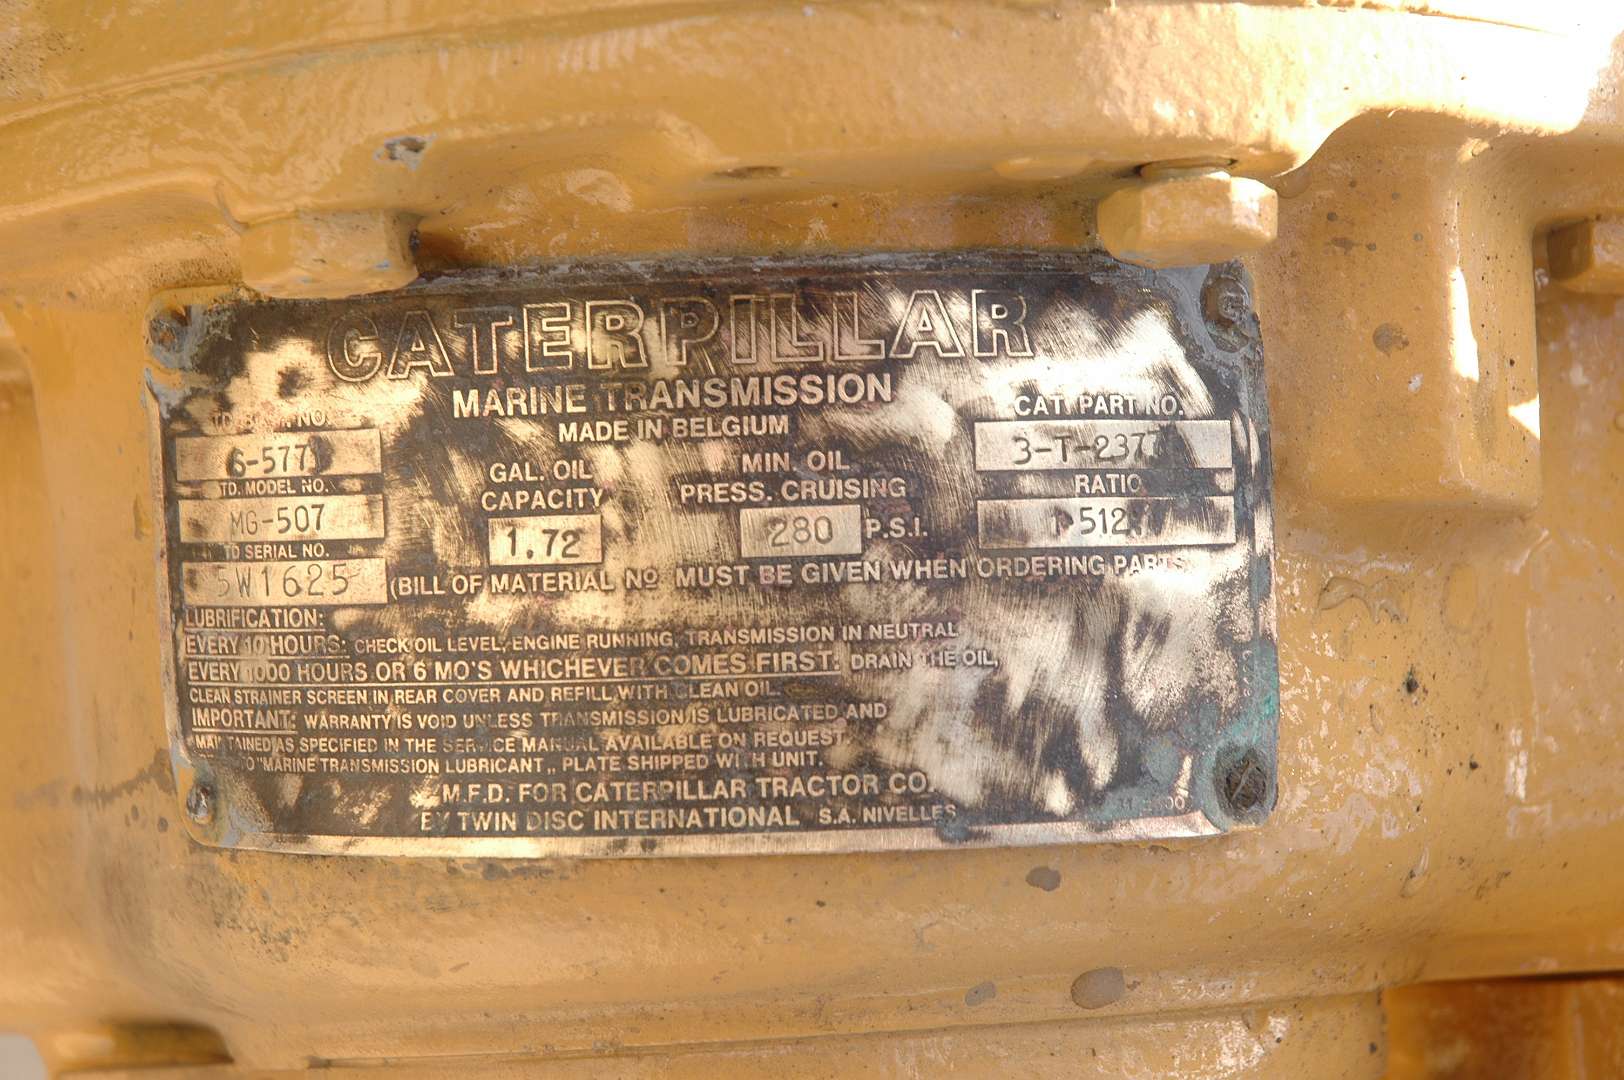 CATERPILLAR
MARINE TRANSMISSION
MADE IN BELGIUM
NO.
TD. MODEL NO.
MG-507
TD SERIAL NO.
5W1625
GAL. OIL
CAPACITY
1.72
MIN. OIL
PRESS. CRUISING
280 P.S.I.
CAT. PART NO.
3-T-2377
RATIO
(BILL OF MATERIAL Nº MUST BE GIVEN WHEN ORDERING PARTS
LUBRIFICATION:
EVERY 10 HOURS: CHECK OIL LEVEL, ENGINE RUNNING, TRANSMISSION IN NEUTRAL
EVERY 1000 HOURS OR 6 MO'S WHICHEVER COMES FIRST: DRAIN THE OIL,
CLEAN STRAINER SCREEN IN REAR COVER AND REFILL WITH CLEAN OIL.
IMPORTANT: WARRANTY IS VOID UNLESS TRANSMISSION IS LUBRICATED AND
MAINTAINED AS SPECIFIED IN THE SERVICE MANUAL AVAILABLE ON REQUEST
"MARINE TRANSMISSION LUBRICANT,, PLATE SHIPPED WITH UNIT.
M.F.D. FOR CATERPILLAR TRACTOR CO.
BY TWIN DISC INTERNATIONAL S.A. NIVELLES